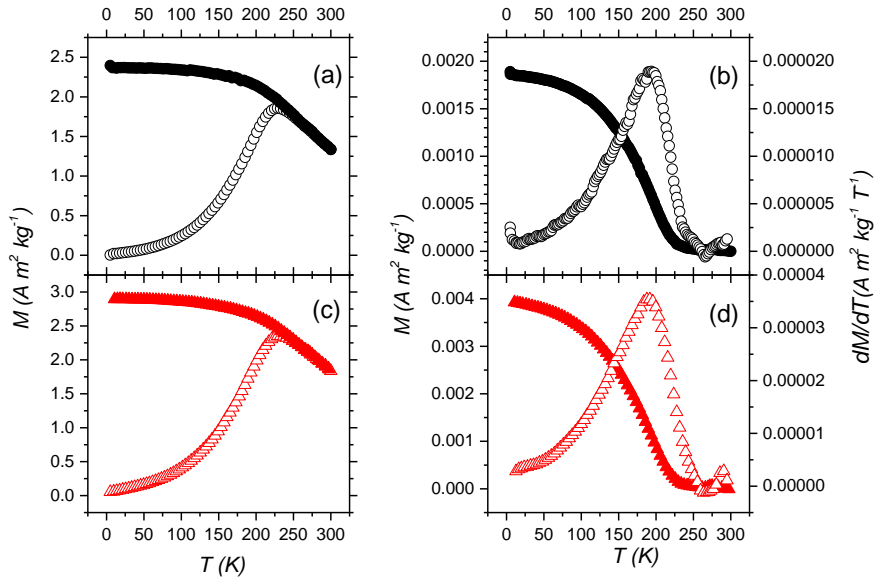 0 50 100 150 200 250 300
0 50 100 150 200 250 300
2.5
2.0
1.5
1.0
0.5
0.0
(a)
0.0020
0.0015
0.0010
0.0005
0.0000
(b)
0.000020
0.000015
0.000010
0.000005
0.000000
0.00004
3.0
2.5
2.0
1.5
1.0
0.5
0.0
(c)
0.004
0.003
0.002
0.001
0.000
(d)
0.00003
0.00002
0.00001
0.00000
M (A m² kg⁻¹)
M (A m² kg⁻¹)
dM/dT(A m² kg⁻¹ T¹)
0 50 100 150 200 250 300
0 50 100 150 200 250 300
T (K)
T (K)